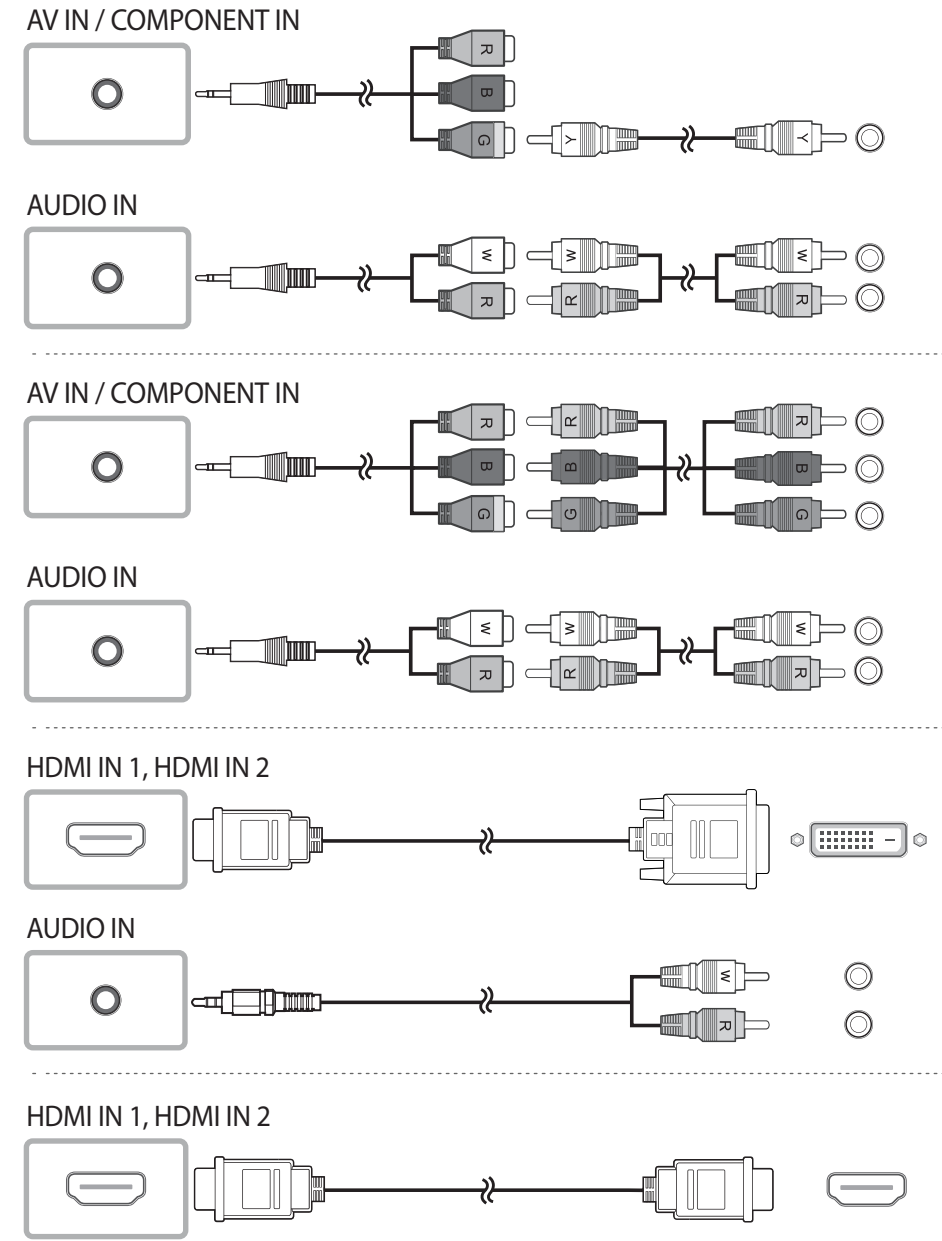 AV IN / COMPONENT IN
R
B
G Y Y
AUDIO IN
W W W
R R R
AV IN / COMPONENT IN
R R R
B B B
G G G
AUDIO IN
W W W
R R R
HDMI IN 1, HDMI IN 2
AUDIO IN
W
R
HDMI IN 1, HDMI IN 2